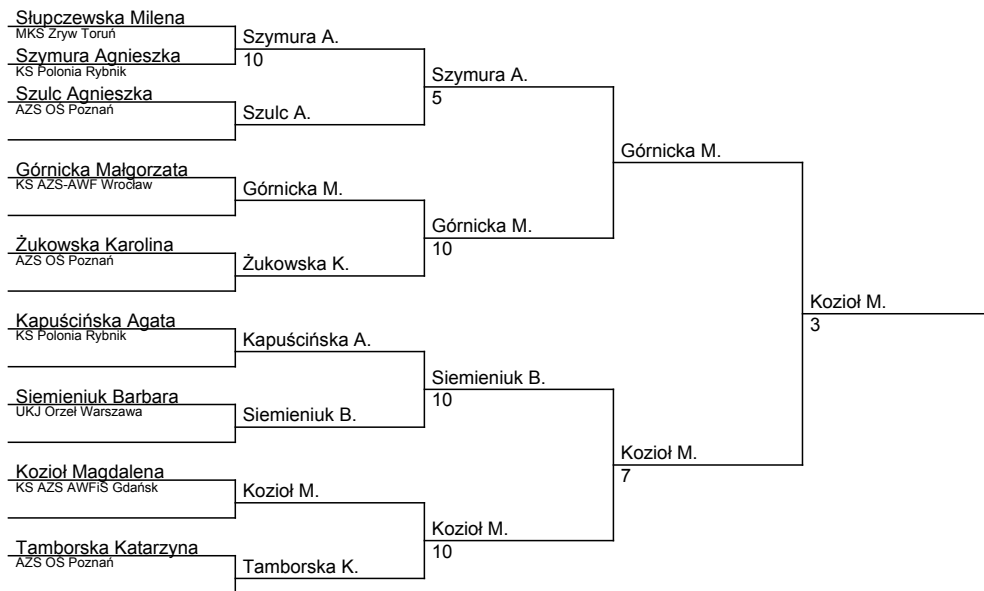 Słupczewska Milena
MKS Zryw Toruń
Szymura Agnieszka
KS Polonia Rybnik
Szulc Agnieszka
AZS OŚ Poznań
Górnicka Małgorzata
KS AZS-AWF Wrocław
Żukowska Karolina
AZS OŚ Poznań
Kapuścińska Agata
KS Polonia Rybnik
Siemieniuk Barbara
UKJ Orzeł Warszawa
Kozioł Magdalena
KS AZS AWFiS Gdańsk
Tamborska Katarzyna
AZS OŚ Poznań
Szymura A.
10
Szulc A.
Górnicka M.
Żukowska K.
Kapuścińska A.
Siemieniuk B.
Kozioł M.
Tamborska K.
Szymura A.
5
Górnicka M.
10
Siemieniuk B.
10
Kozioł M.
10
Górnicka M.
Kozioł M.
7
Kozioł M.
3